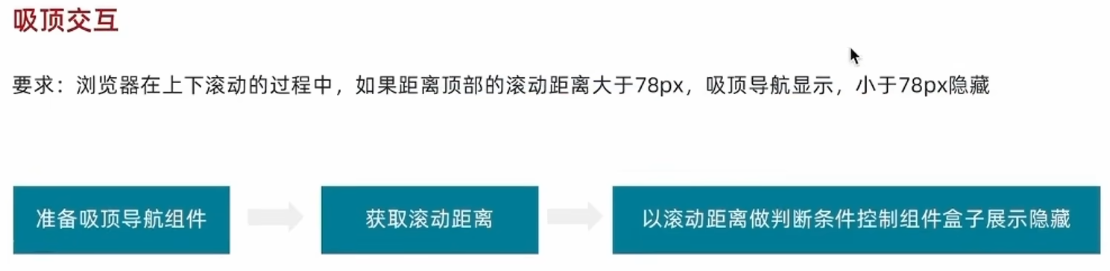 吸顶交互
要求：浏览器在上下滚动的过程中，如果距离顶部的滚动距离大于78px，吸顶导航显示，小于78px隐藏
准备吸顶导航组件
获取滚动距离
以滚动距离做判断条件控制组件盒子展示隐藏